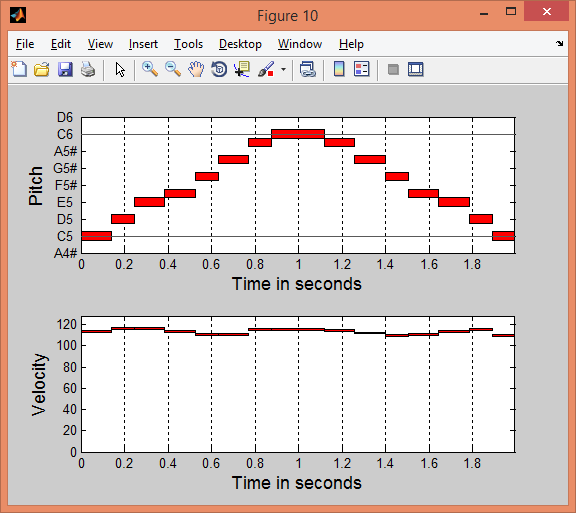 Figure 10
File Edit View Insert Tools Desktop Window Help
D6
C6
A5#
G5#
F5#
E5
D5
C5
A4#
Pitch
0 0.2 0.4 0.6 0.8 1 1.2 1.4 1.6 1.8
Time in seconds
120
100
80
60
40
20
0
Velocity
0 0.2 0.4 0.6 0.8 1 1.2 1.4 1.6 1.8
Time in seconds